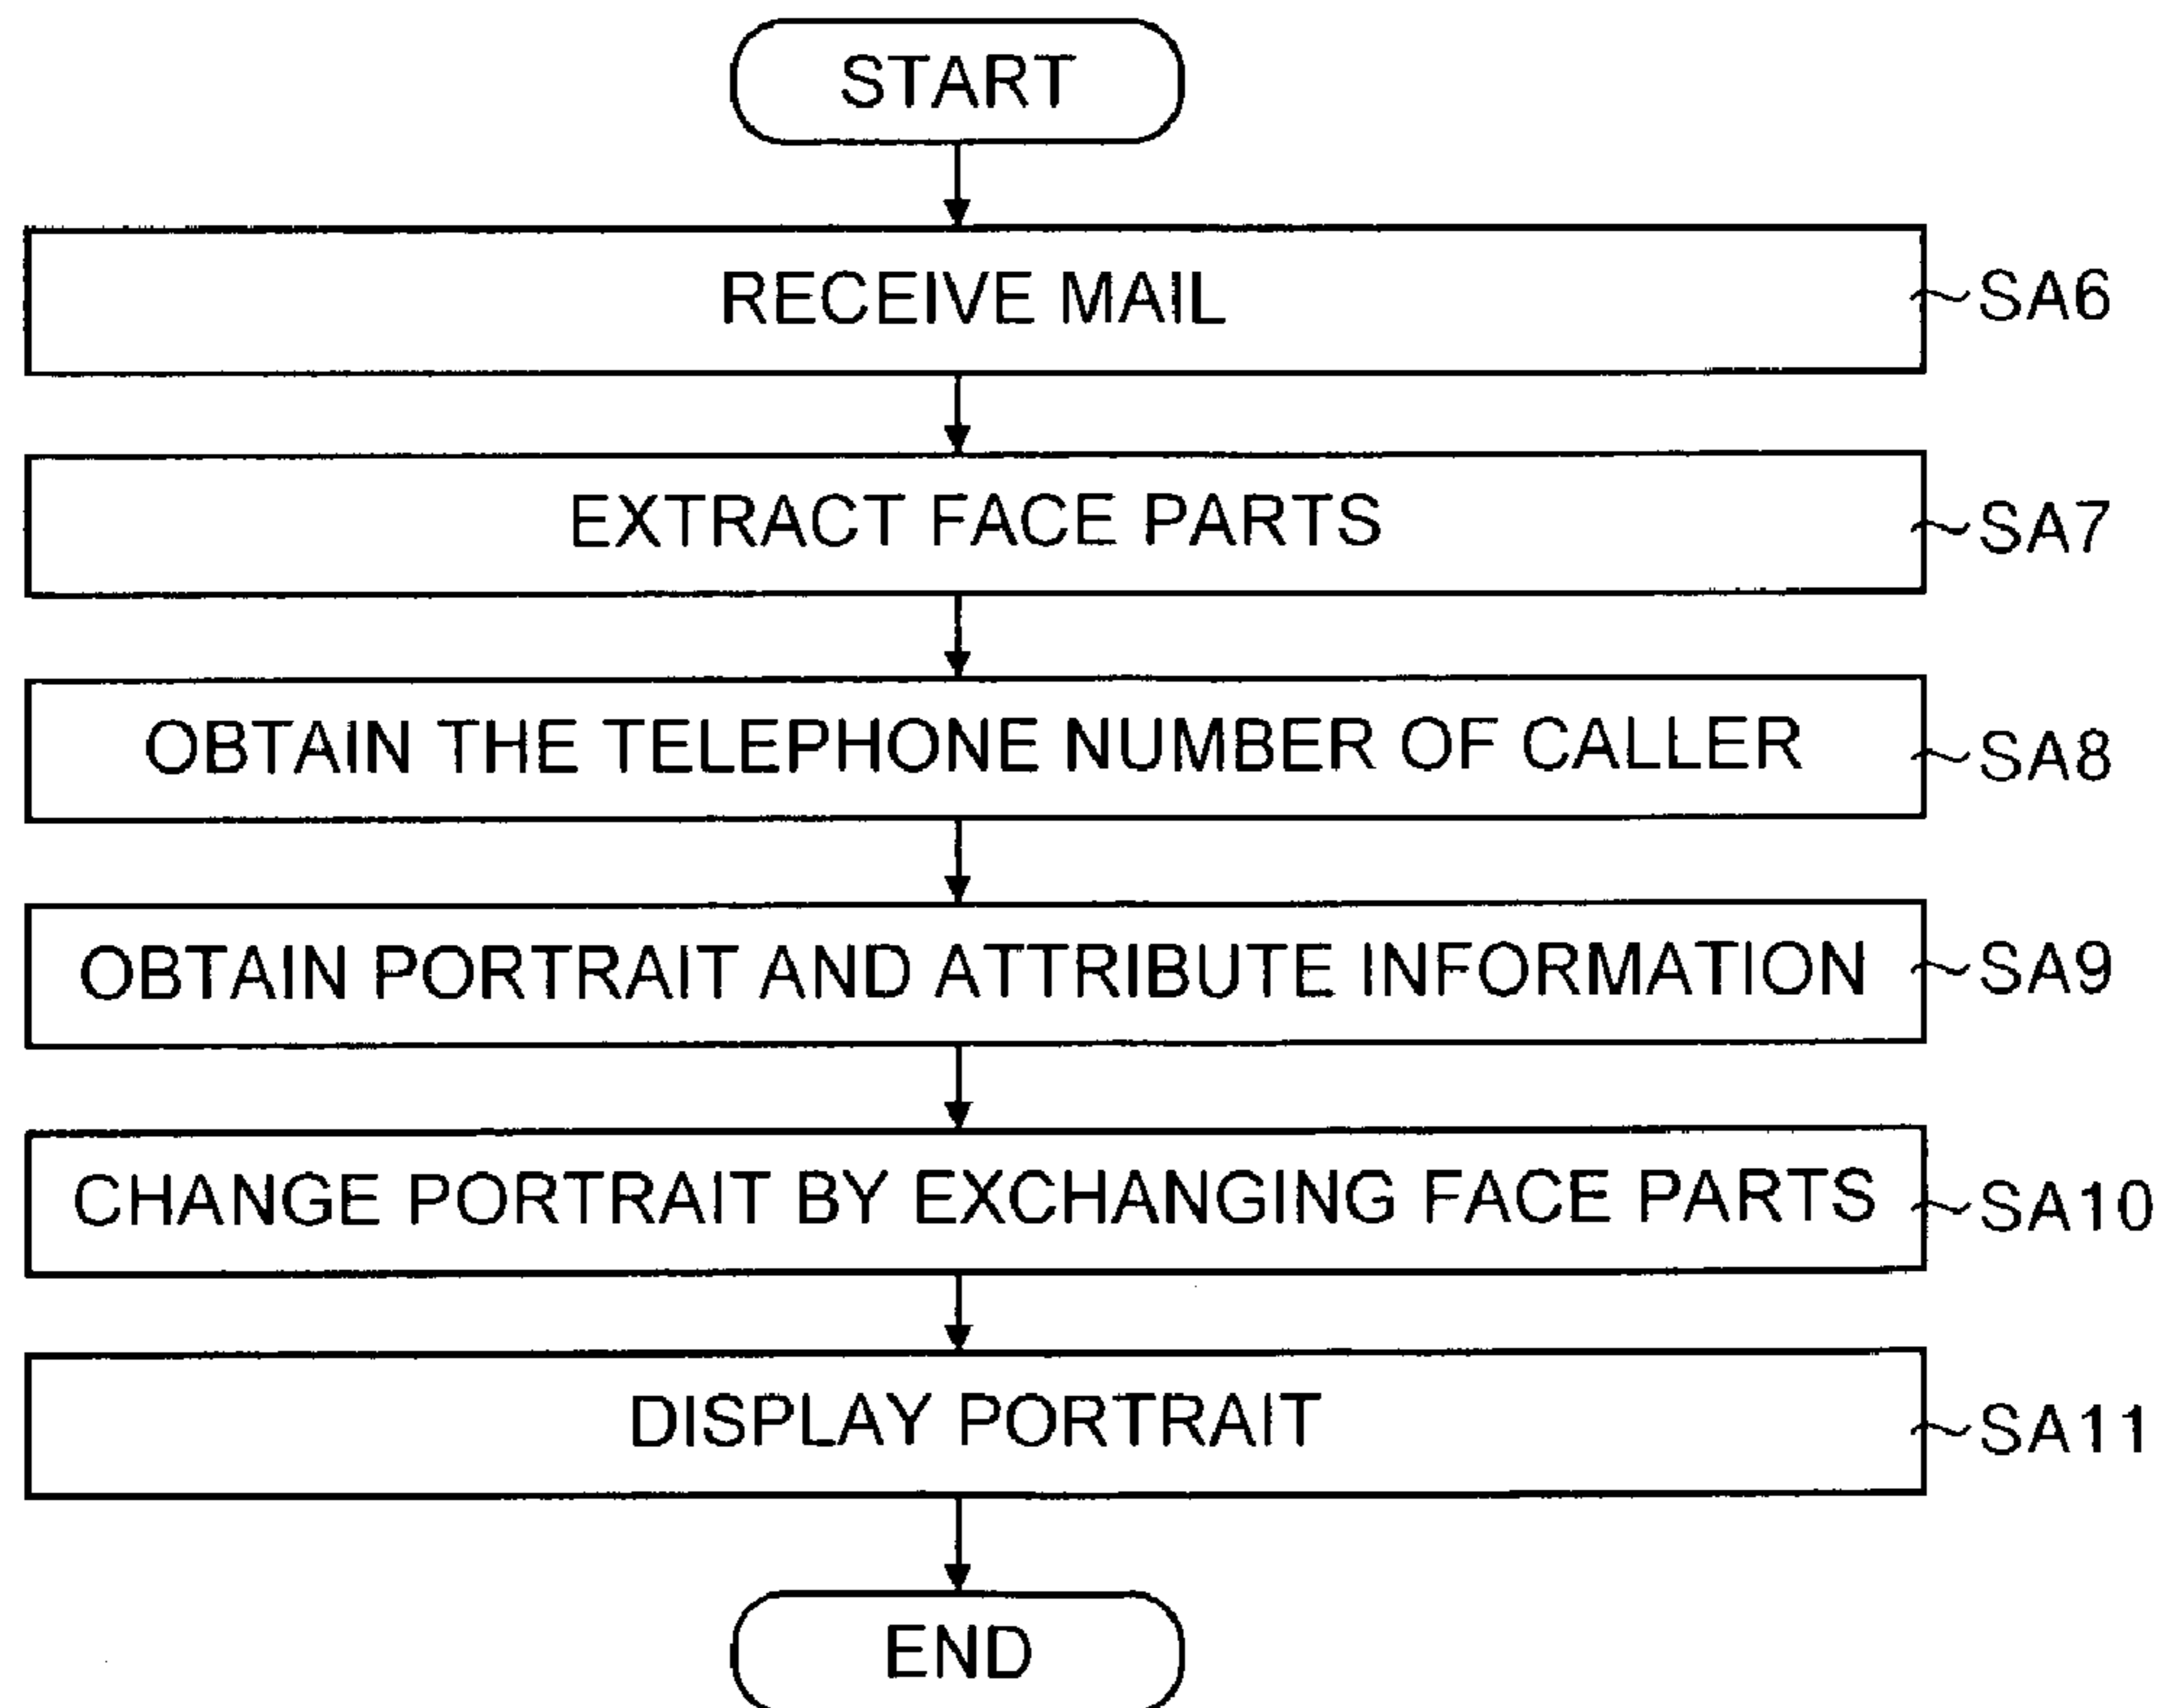 START
RECEIVE MAIL
SA6
EXTRACT FACE PARTS
SA7
OBTAIN THE TELEPHONE NUMBER OF CALLER
SA8
OBTAIN PORTRAIT AND ATTRIBUTE INFORMATION
SA9
CHANGE PORTRAIT BY EXCHANGING FACE PARTS
SA10
DISPLAY PORTRAIT
SA11
END